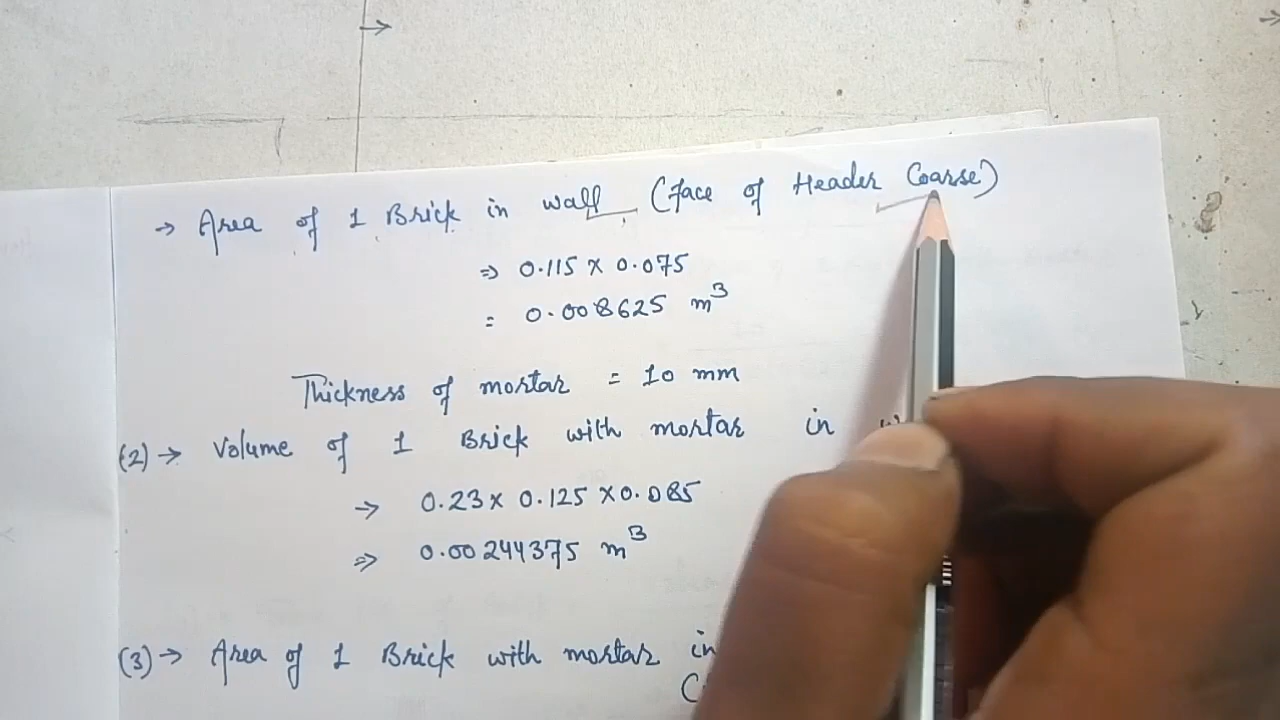 → Area of 1 Brick in wall (Face of Header Coarse)
⇒ 0.115 x 0.075
= 0.008625 m³
Thickness of mortar = 10 mm
(2) → Volume of 1 Brick with mortar in
→ 0.23 x 0.125 x 0.085
⇒ 0.00244375 m³
(3) → Area of 1 Brick with mortar in